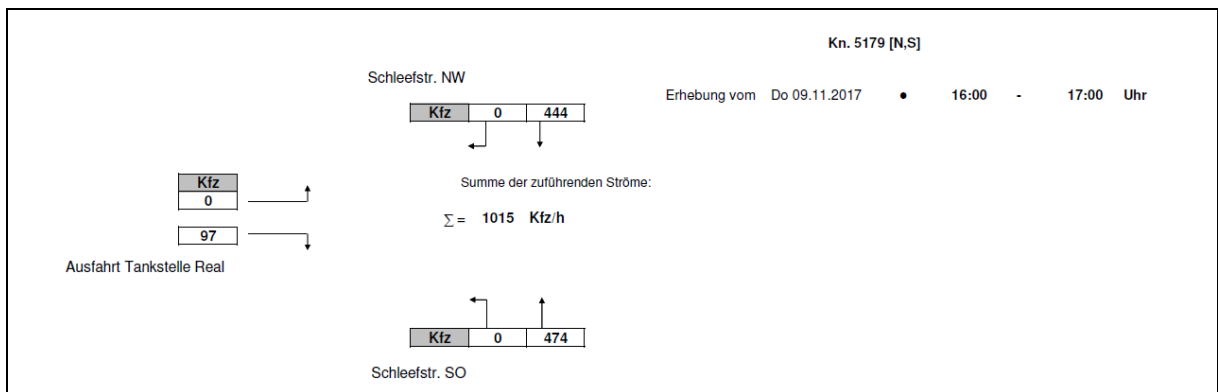 Kn. 5179 [N,S]
Schleefstr. NW
Erhebung vom Do 09.11.2017 ● 16:00 - 17:00 Uhr
Kfz 0 444
Kfz
0
Summe der zuführenden Ströme:
∑ = 1015 Kfz/h
97
Ausfahrt Tankstelle Real
Kfz 0 474
Schleefstr. SO